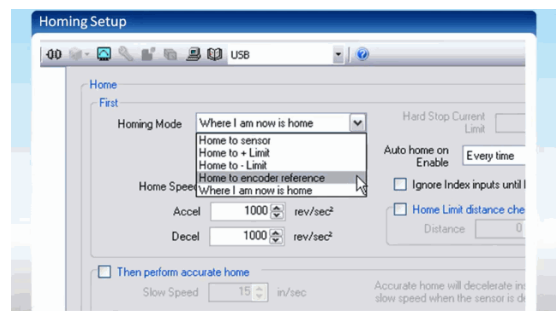 Homing Setup
USB
Home
First
Homing Mode
Where I am now is home
Home to sensor
Home to + Limit
Home to - Limit
Home to encoder reference
Where I am now is home
Hard Stop Current
Limit
Auto home on
Enable
Every time
Ignore Index inputs until
Home Speed
Accel 1000 rev/sec²
Decel 1000 rev/sec²
Home Limit distance
Distance 0
Then perform accurate home
Slow Speed 15 in/sec
Accurate home will decelerate
slow speed when the sensor is